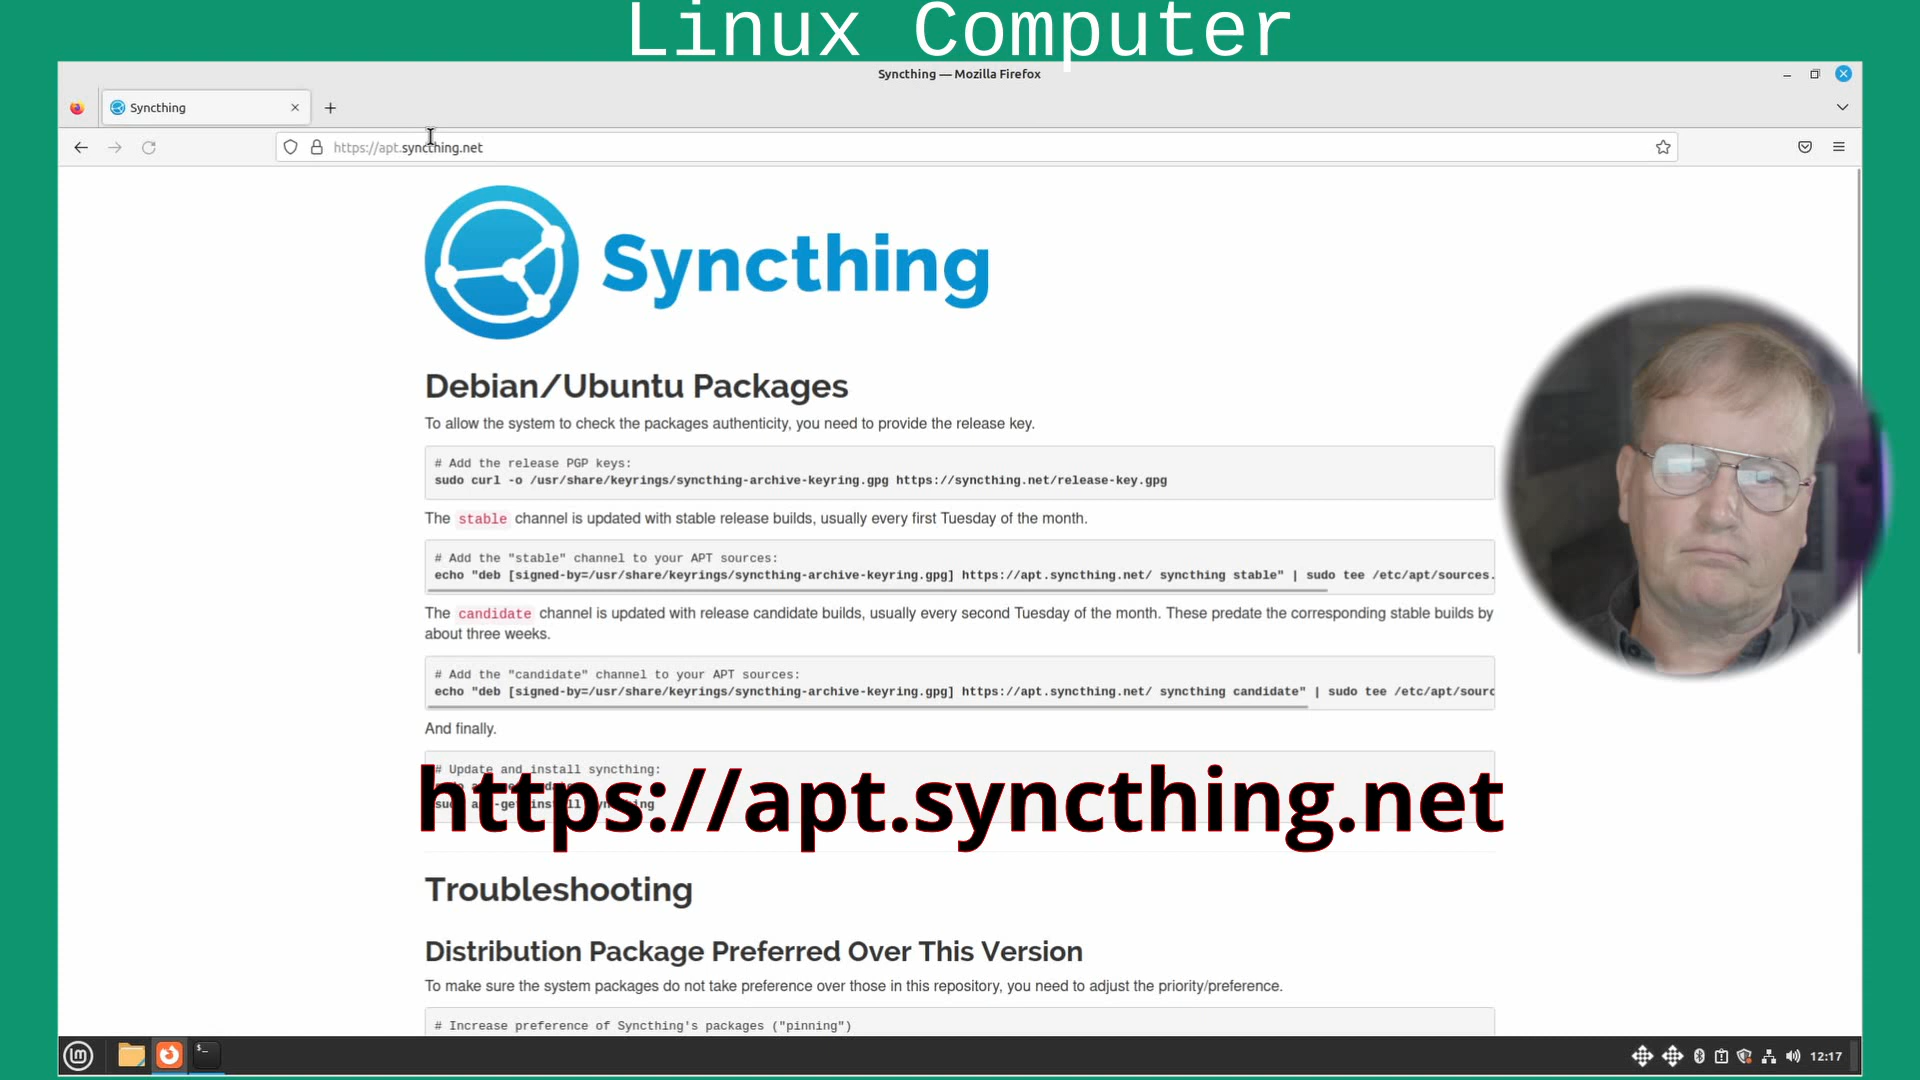 Linux Computer
Syncthing — Mozilla Firefox
Syncthing
https://apt.syncthing.net
Syncthing
Debian/Ubuntu Packages
To allow the system to check the packages authenticity, you need to provide the release key.
# Add the release PGP keys:
sudo curl -o /usr/share/keyrings/syncthing-archive-keyring.gpg https://syncthing.net/release-key.gpg
The stable channel is updated with stable release builds, usually every first Tuesday of the month.
# Add the "stable" channel to your APT sources:
echo "deb [signed-by=/usr/share/keyrings/syncthing-archive-keyring.gpg] https://apt.syncthing.net/ syncthing stable" | sudo tee /etc/apt/sources.
The candidate channel is updated with release candidate builds, usually every second Tuesday of the month. These predate the corresponding stable builds by
about three weeks.
# Add the "candidate" channel to your APT sources:
echo "deb [signed-by=/usr/share/keyrings/syncthing-archive-keyring.gpg] https://apt.syncthing.net/ syncthing candidate" | sudo tee /etc/apt/sourc
And finally.
# Update and install syncthing:
https://apt.syncthing.net
Troubleshooting
Distribution Package Preferred Over This Version
To make sure the system packages do not take preference over those in this repository, you need to adjust the priority/preference.
# Increase preference of Syncthing's packages ("pinning")
12:17